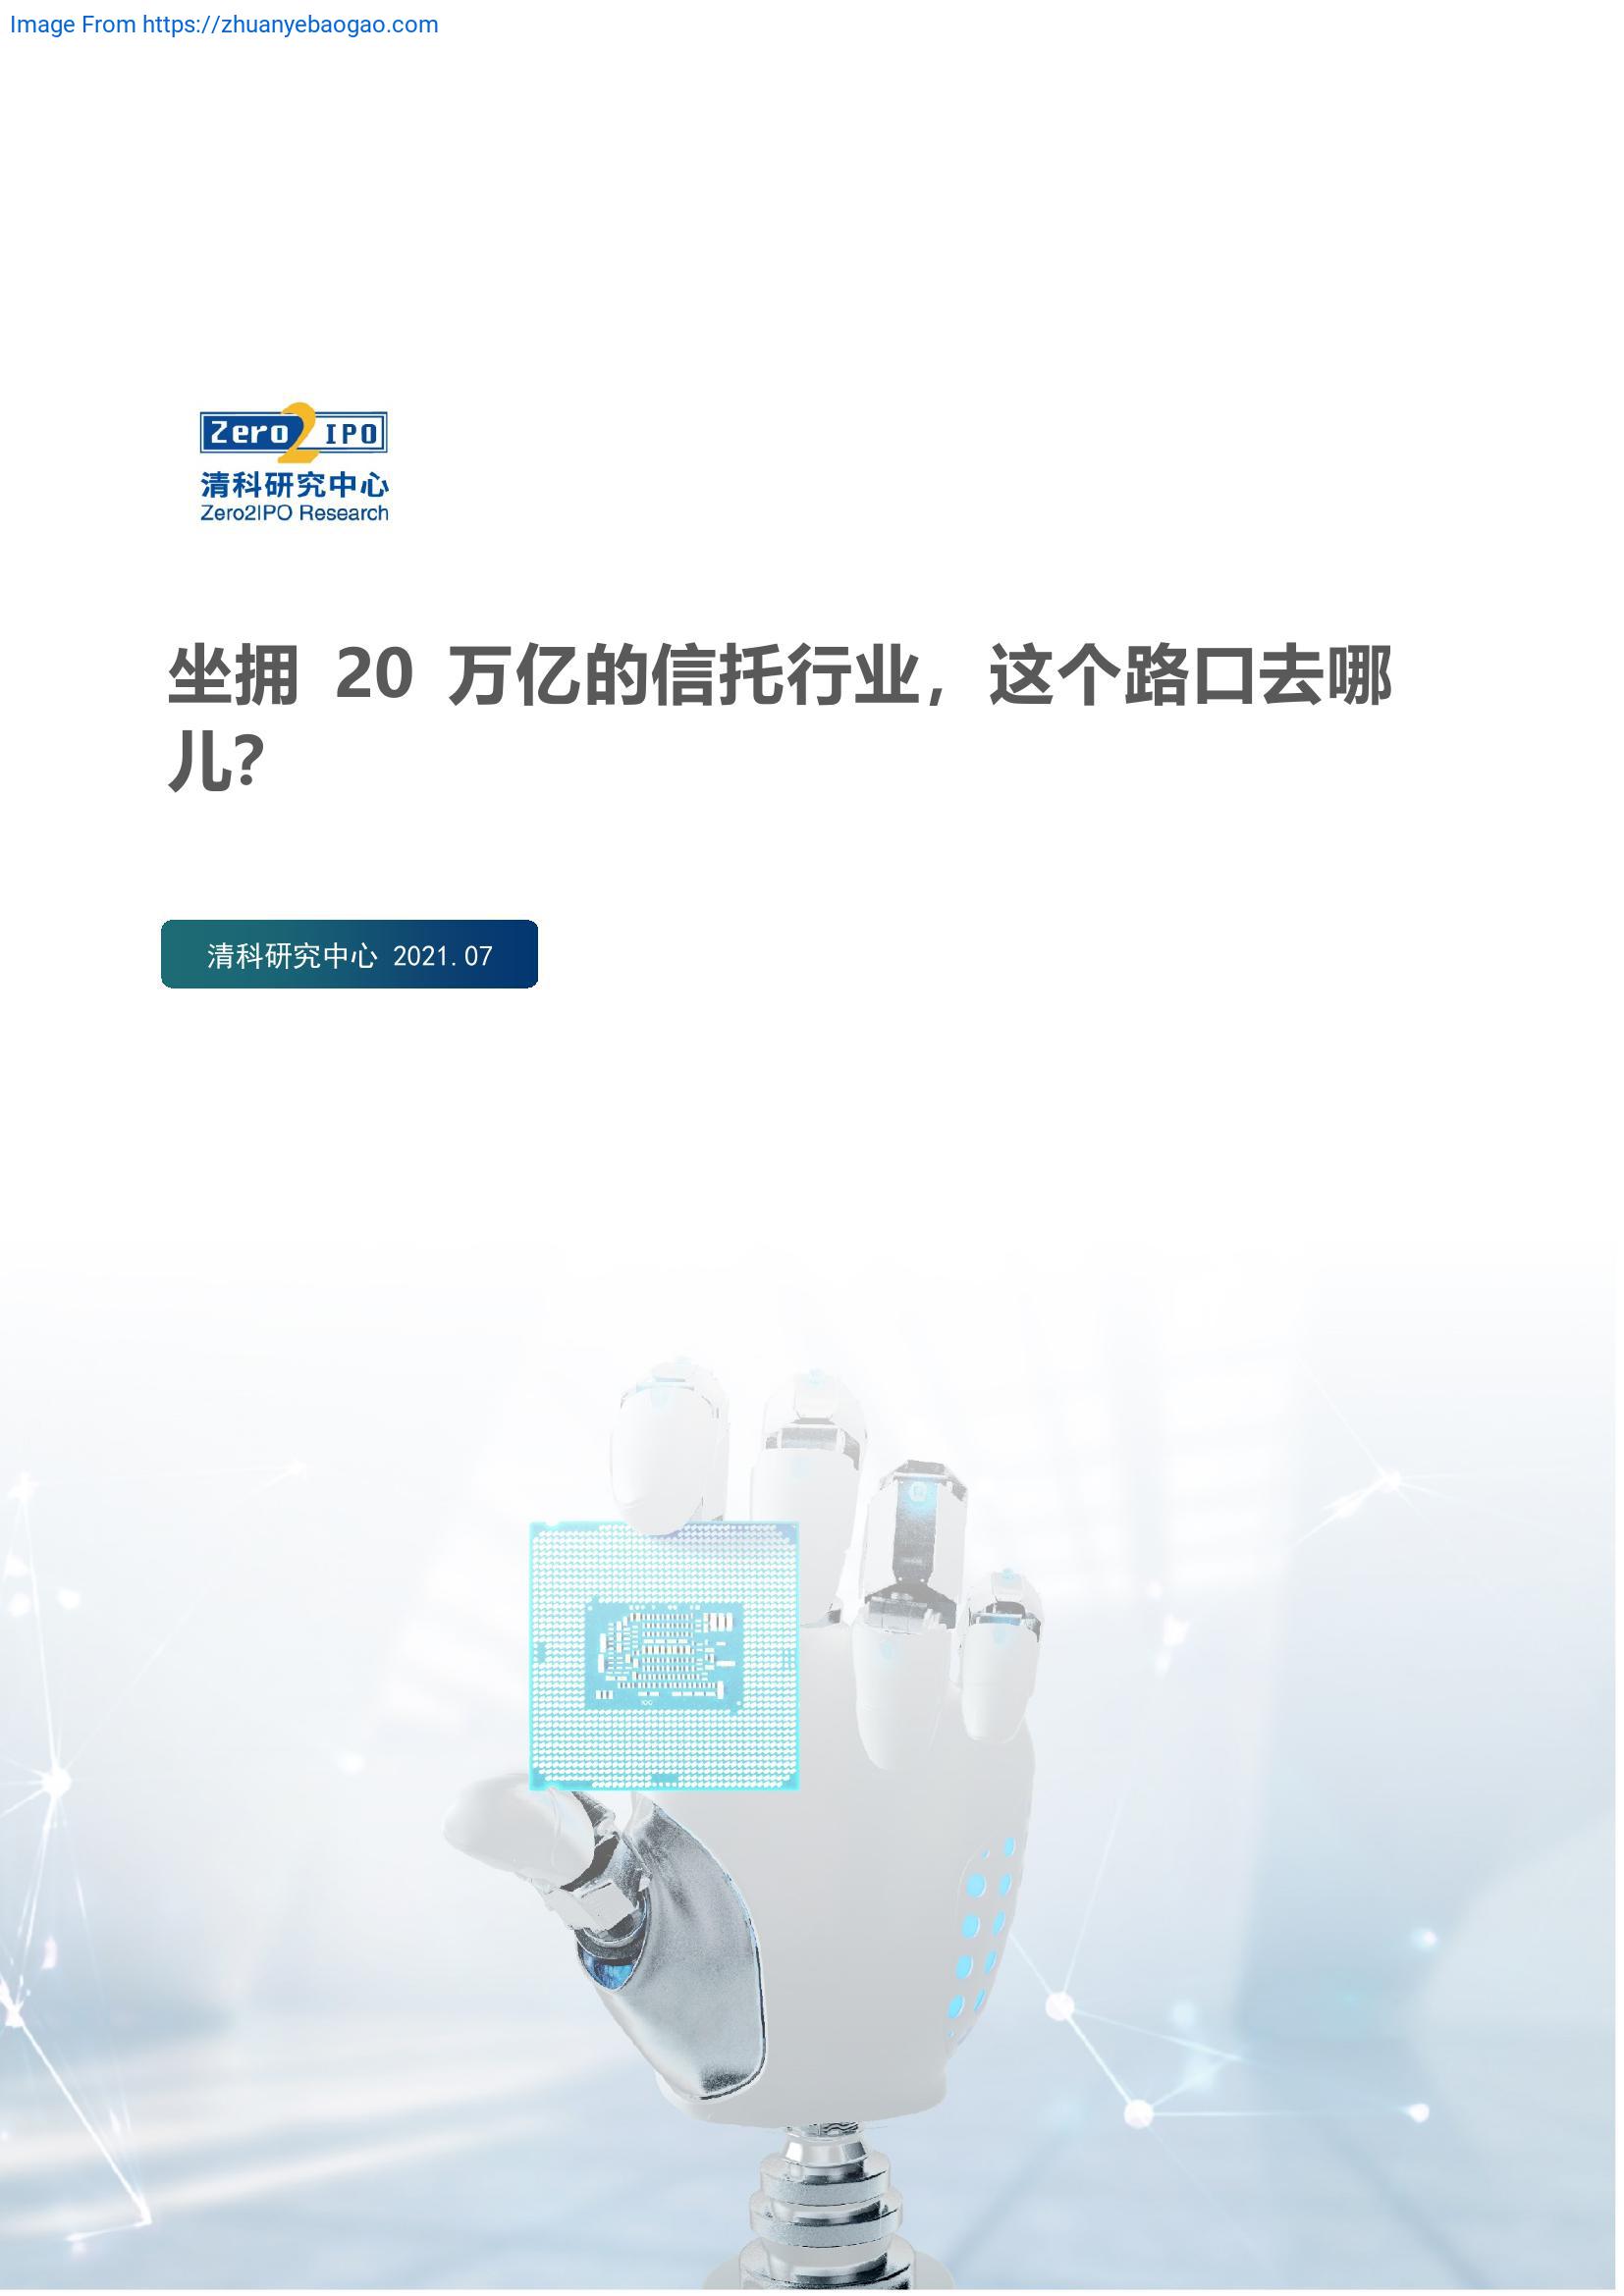 Image From https://zhuanyebaogao.com
Zero2IPO
清科研究中心
Zero2IPO Research
坐拥 20 万亿的信托行业，这个路口去哪
儿？
清科研究中心 2021.07